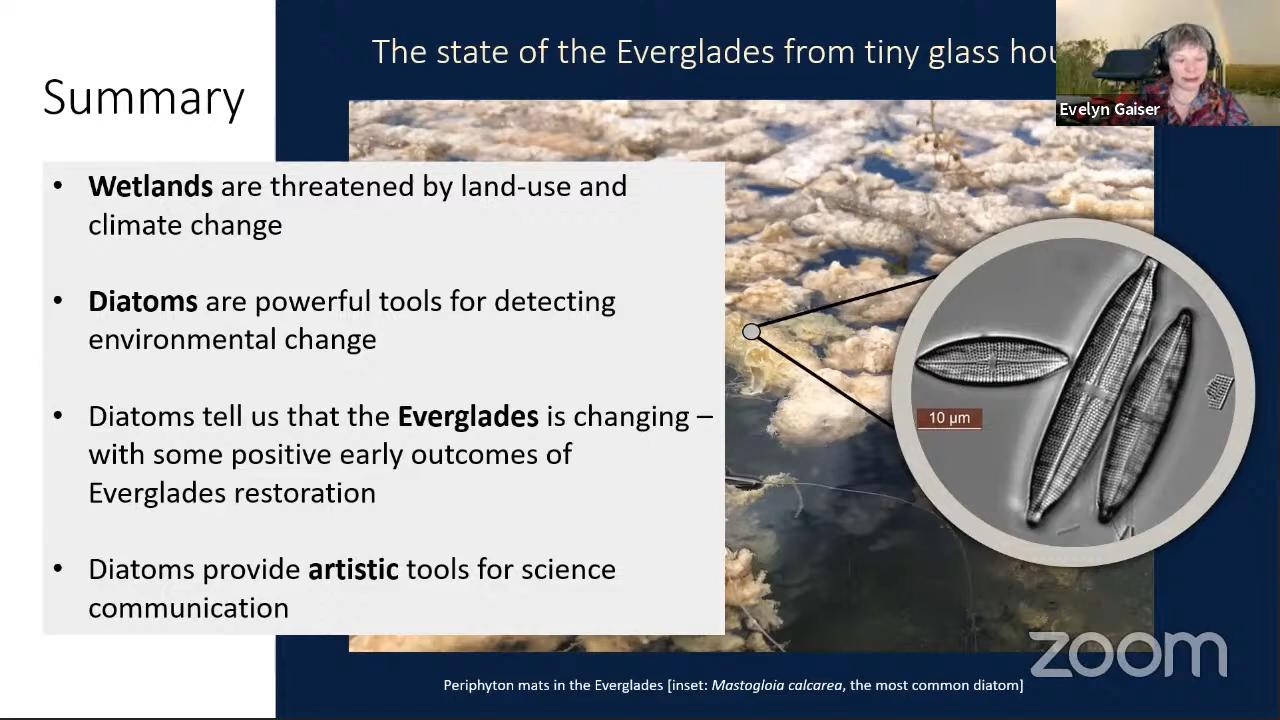 The state of the Everglades from tiny glass
Evelyn Gaiser
Summary
• Wetlands are threatened by land-use and
climate change
• Diatoms are powerful tools for detecting
environmental change
• Diatoms tell us that the Everglades is changing –
with some positive early outcomes of
Everglades restoration
• Diatoms provide artistic tools for science
communication
10 µm
zoom
Periphyton mats in the Everglades [inset: Mastogloia calcarea, the most common diatom]